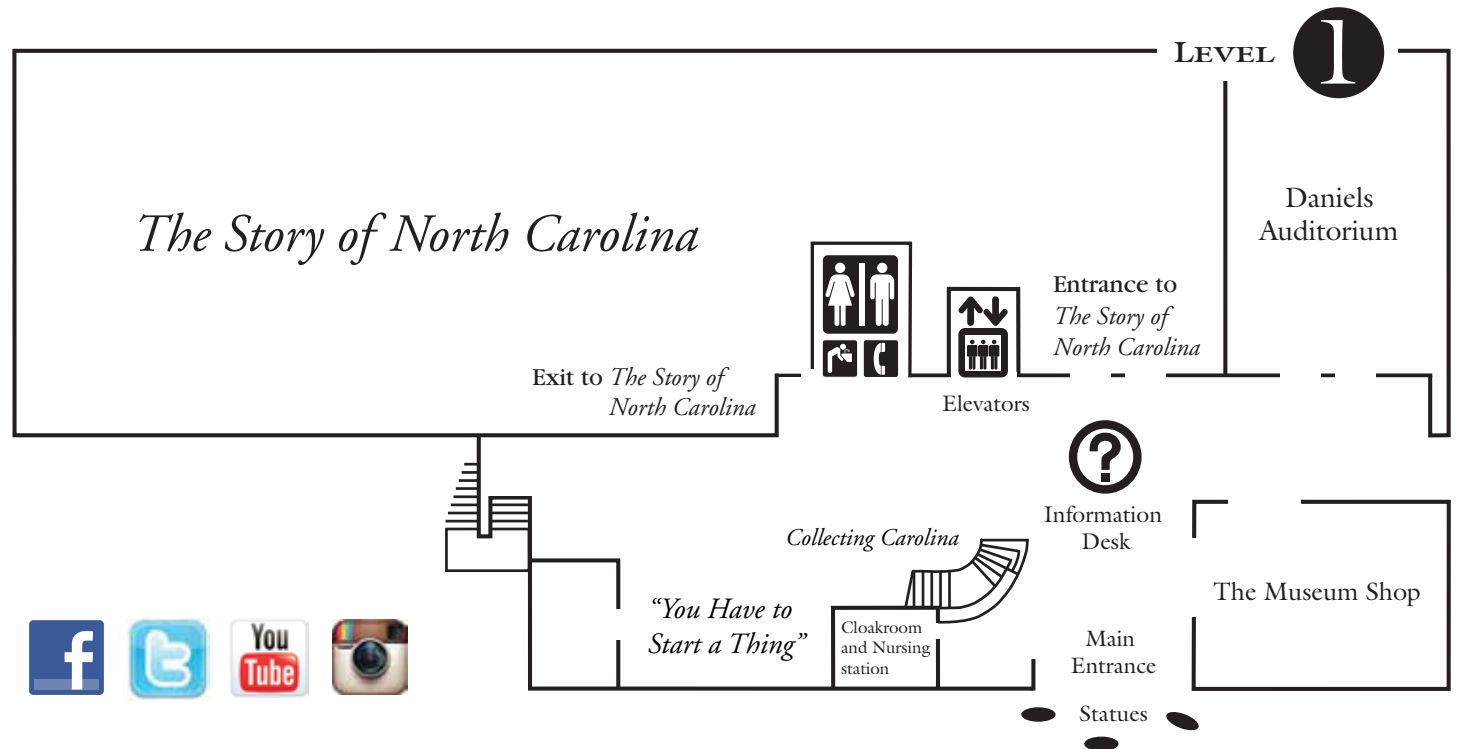 LEVEL 1
The Story of North Carolina
Daniels
Auditorium
Entrance to
The Story of
North Carolina
Exit to The Story of
North Carolina
Elevators
?
Information
Desk
Collecting Carolina
"You Have to
Start a Thing"
Cloakroom
and Nursing
station
The Museum Shop
Main
Entrance
Statues
f
t
You
Tube